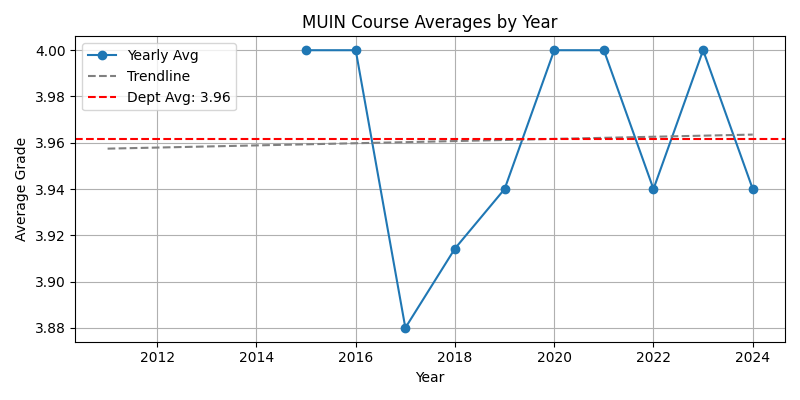 MUIN Course Averages by Year
Yearly Avg
Trendline
Dept Avg: 3.96
Average Grade
4.00
3.98
3.96
3.94
3.92
3.90
3.88
2012
2014
2016
2018
2020
2022
2024
Year